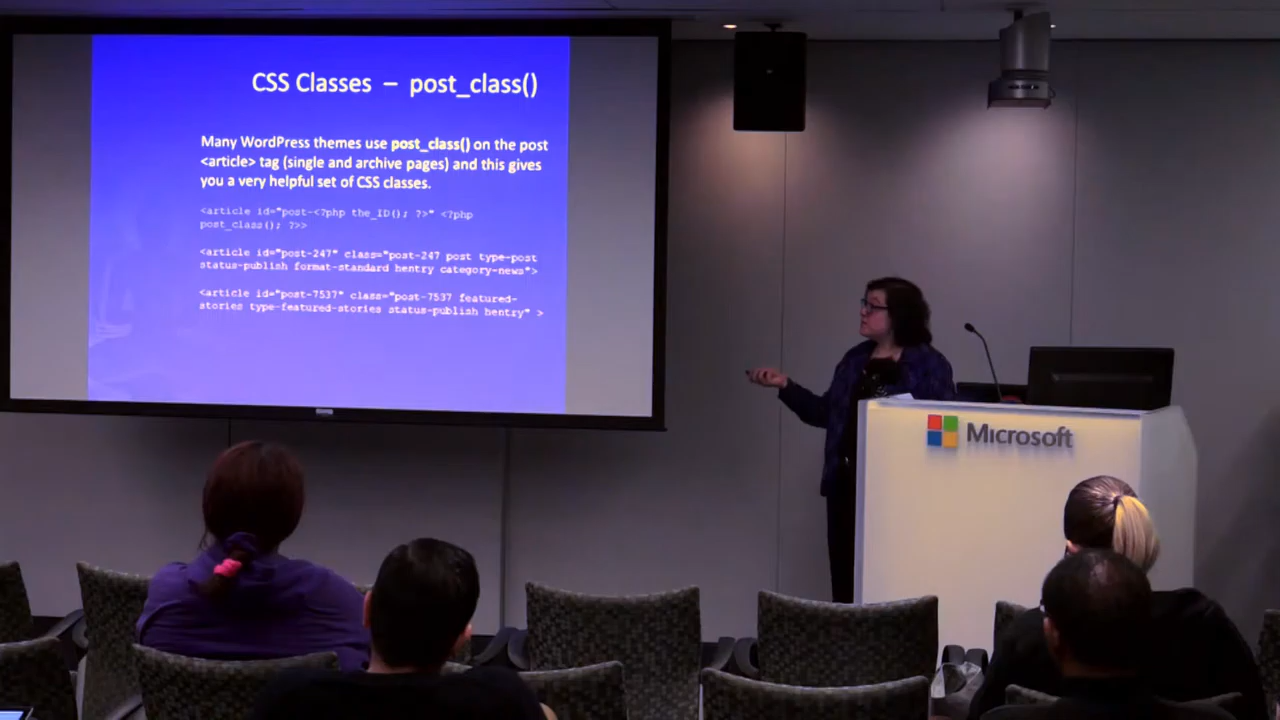 CSS Classes – post_class()
Many WordPress themes use post_class() on the post
<article> tag (single and archive pages) and this gives
you a very helpful set of CSS classes.
<article id="post-<?php the_ID(); ?>" <?php
post_class(); ?>>
<article id="post-247" class="post-247 post type-post
status-publish format-standard hentry category-news">
<article id="post-7537" class="post-7537 featured-
stories type-featured-stories status-publish hentry" >
Microsoft